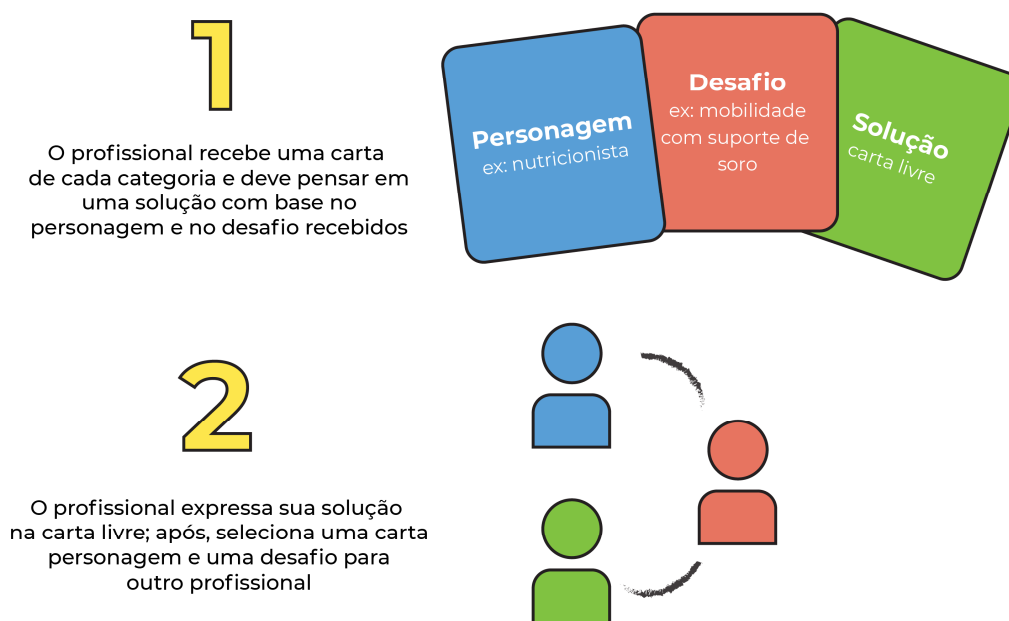 1
O profissional recebe uma carta
de cada categoria e deve pensar em
uma solução com base no
personagem e no desafio recebidos
Personagem
ex: nutricionista
Desafio
ex: mobilidade
com suporte de
soro
Solução
carta livre
2
O profissional expressa sua solução
na carta livre; após, seleciona uma carta
personagem e uma desafio para
outro profissional